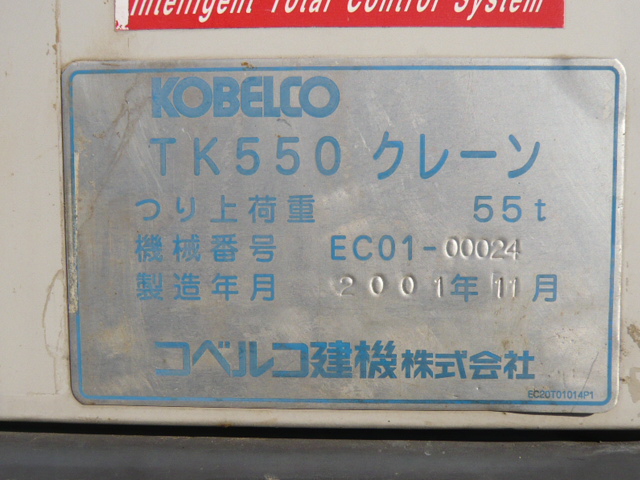 Intelligent Total Control System
KOBELCO
TK550 クレーン
つり上荷重 55t
機械番号 EC01-00024
製造年月 2001年11月
コベルコ建機株式会社
EC20T01014P1